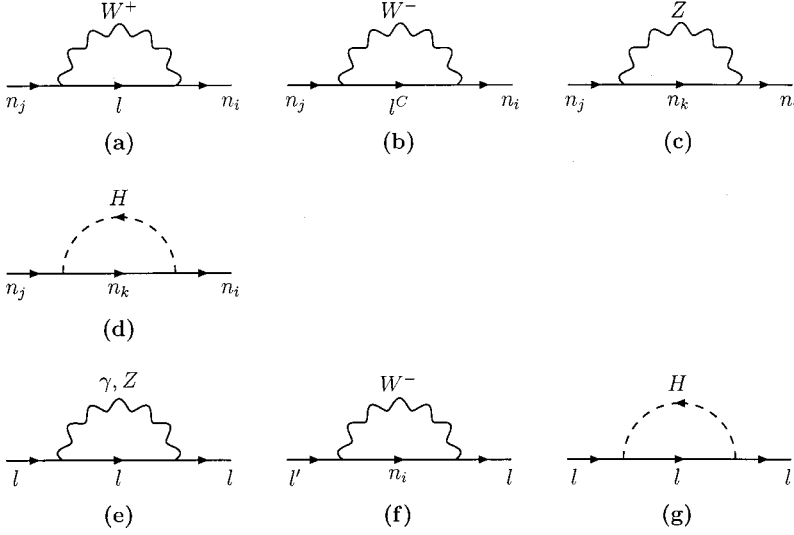 W⁺ W⁻ Z
n_j l n_i n_j l^C n_i n_j n_k n
(a) (b) (c)
H
n_j n_k n_i
(d)
γ, Z W⁻ H
l l l l′ n_i l l l l
(e) (f) (g)